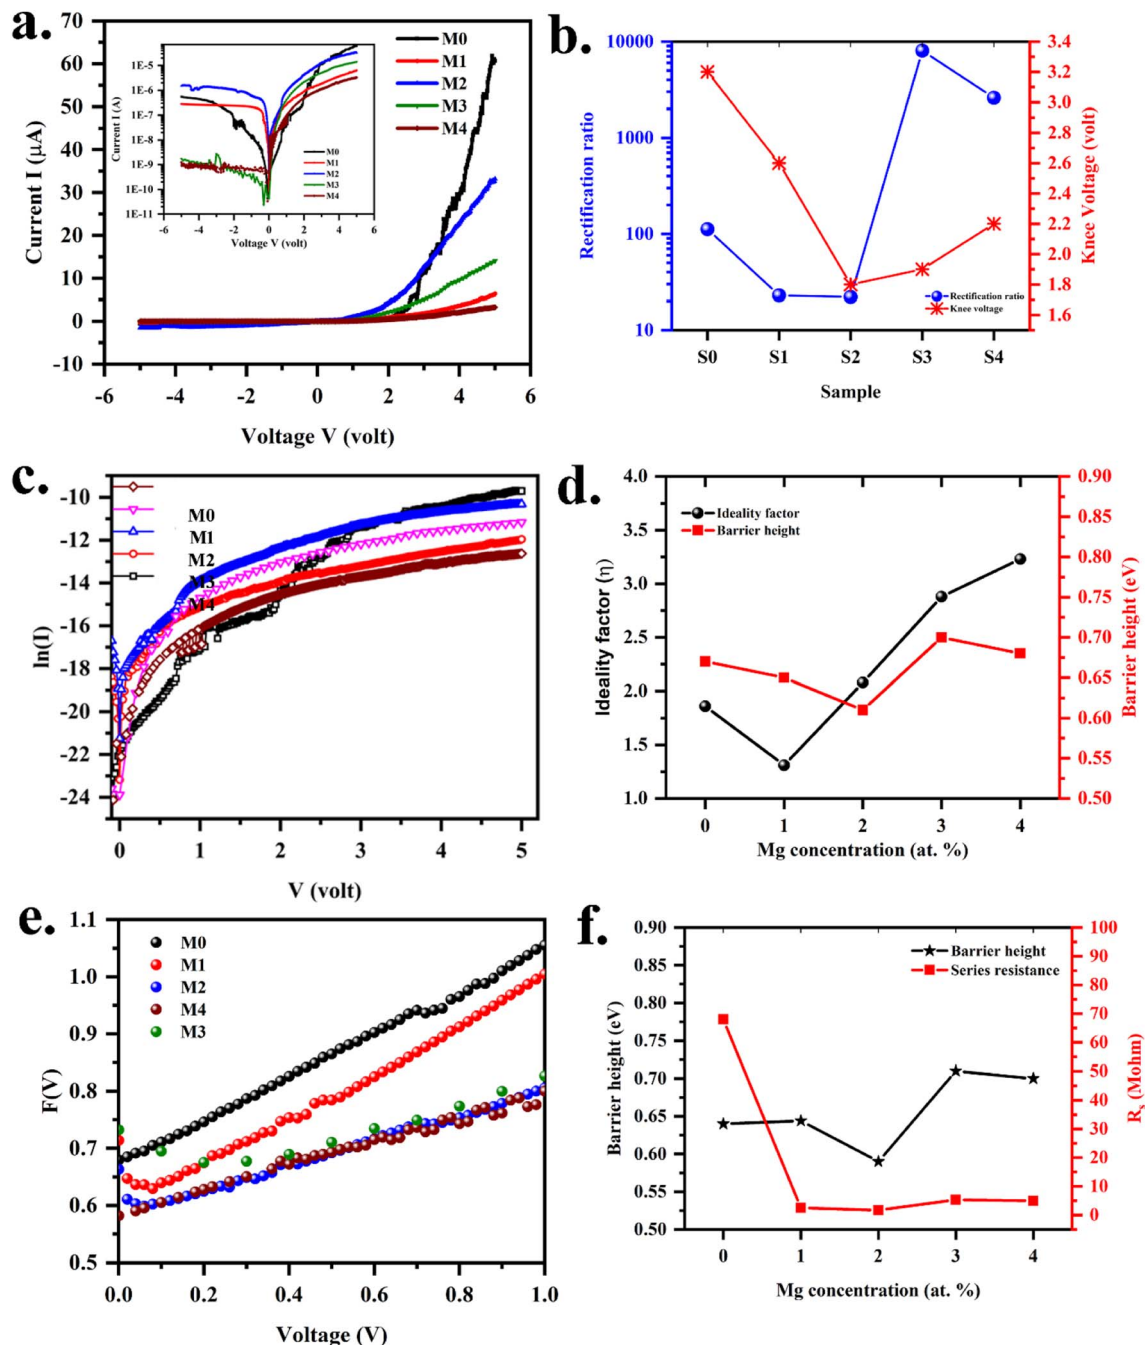 a.
70
60
50
40
30
20
10
0
-10
Current I (μA)
-6
-4
-2
0
2
4
6
Voltage V (volt)
M0
M1
M2
M3
M4
1E-5
1E-6
1E-7
1E-8
1E-9
1E-10
1E-11
Current I (A)
-6
-4
-2
0
2
4
6
Voltage V (volt)
M0
M1
M2
M3
M4
b.
10000
1000
100
10
Rectification ratio
3.4
3.2
3.0
2.8
2.6
2.4
2.2
2.0
1.8
1.6
Knee Voltage (volt)
Rectification ratio
Knee voltage
S0
S1
S2
S3
S4
Sample
c.
-10
-12
-14
-16
-18
-20
-22
-24
ln(I)
M0
M1
M2
M3
M4
0
1
2
3
4
5
V (volt)
d.
4.0
3.5
3.0
2.5
2.0
1.5
1.0
Ideality factor (η)
Ideality factor
Barrier height
0.90
0.85
0.80
0.75
0.70
0.65
0.60
0.55
0.50
Barrier height (eV)
0
1
2
3
4
Mg concentration (at. %)
e.
1.1
1.0
0.9
0.8
0.7
0.6
0.5
F(V)
M0
M1
M2
M4
M3
0.0
0.2
0.4
0.6
0.8
1.0
Voltage (V)
f.
0.90
0.85
0.80
0.75
0.70
0.65
0.60
0.55
0.50
Barrier height (eV)
Barrier height
Series resistance
100
90
80
70
60
50
40
30
20
10
0
Rs (Mohm)
0
1
2
3
4
Mg concentration (at. %)